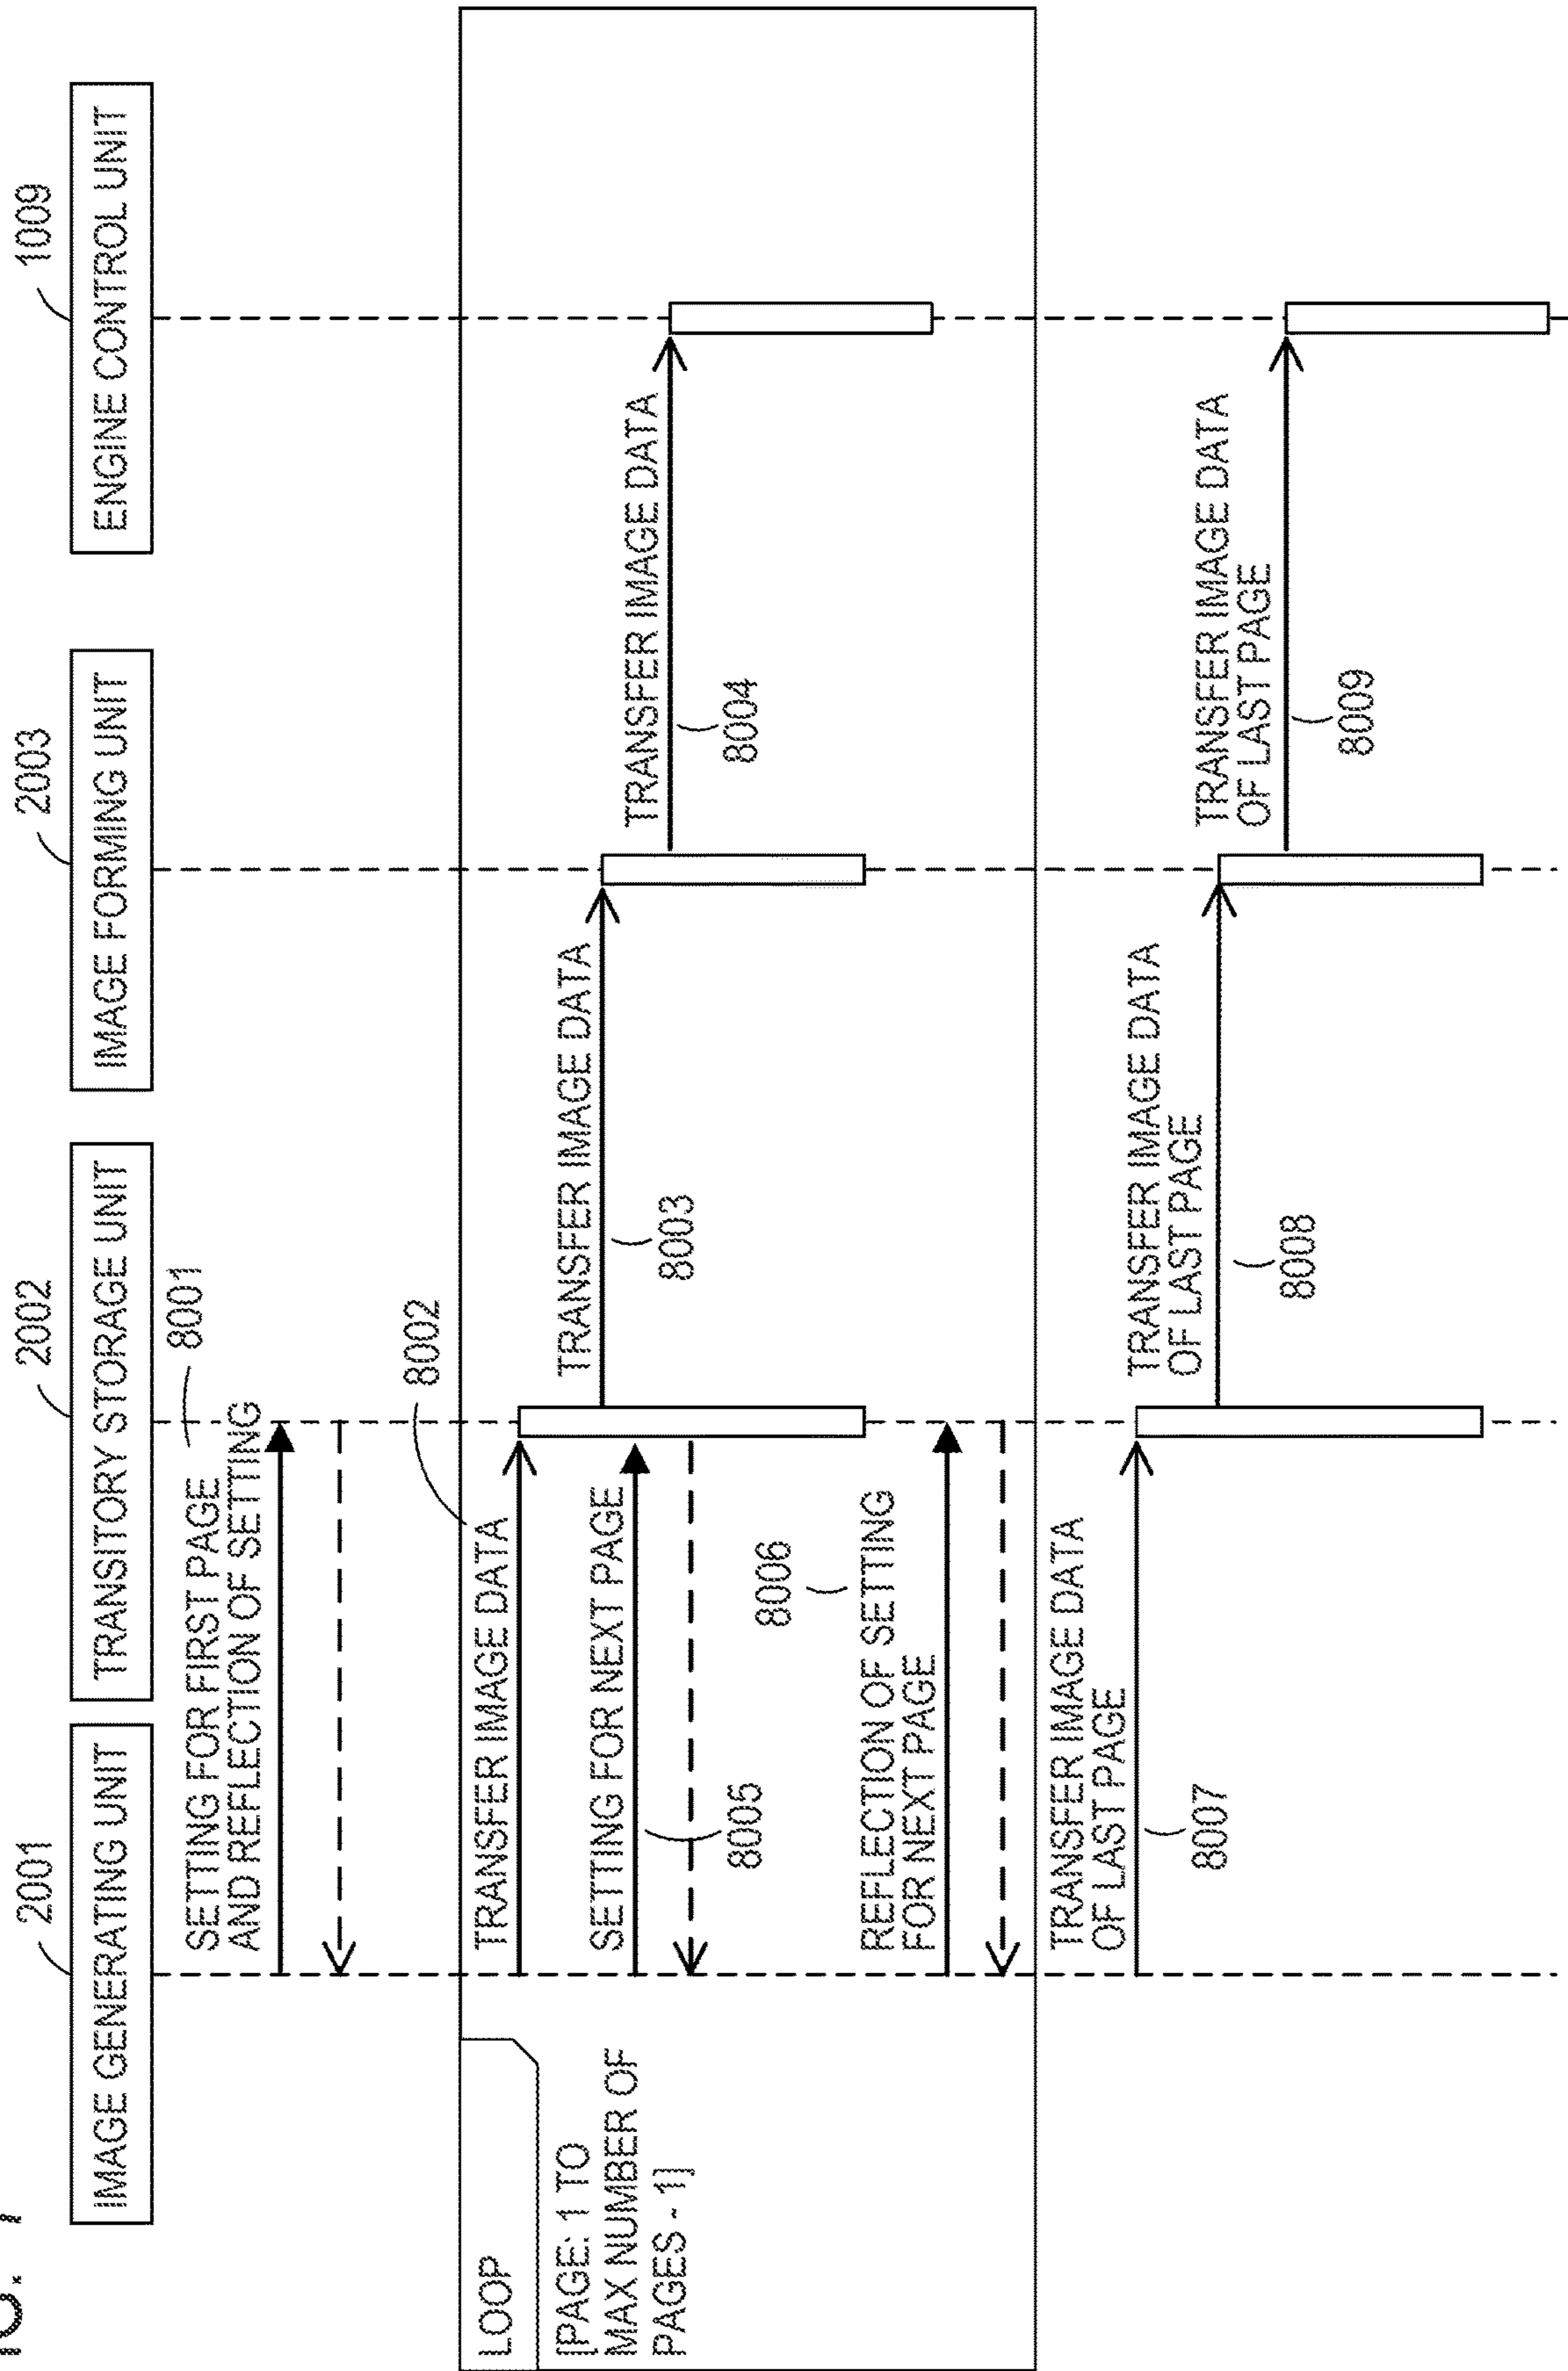 2001
2002
2003
1009
IMAGE GENERATING UNIT
TRANSITORY STORAGE UNIT
IMAGE FORMING UNIT
ENGINE CONTROL UNIT
SETTING FOR FIRST PAGE
AND REFLECTION OF SETTING
8001
LOOP
[PAGE: 1 TO
MAX NUMBER OF
PAGES - 1]
TRANSFER IMAGE DATA
8002
TRANSFER IMAGE DATA
8003
TRANSFER IMAGE DATA
8004
SETTING FOR NEXT PAGE
8005
8006
REFLECTION OF SETTING
FOR NEXT PAGE
TRANSFER IMAGE DATA
OF LAST PAGE
8007
TRANSFER IMAGE DATA
OF LAST PAGE
8008
TRANSFER IMAGE DATA
OF LAST PAGE
8009